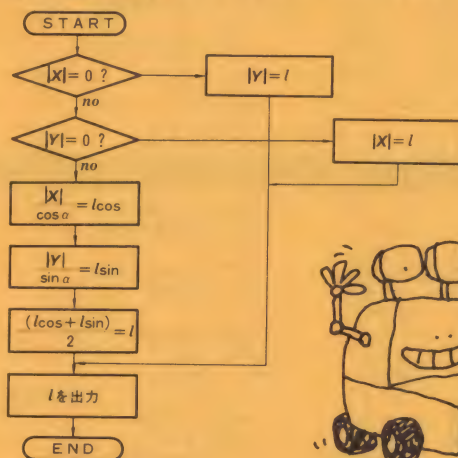 START
|X|=0 ?
|Y|=l
no
|Y|=0 ?
|X|=l
no
|X|
cos α
=lcos
|Y|
sin α
=lsin
(lcos+lsin)
2
=l
lを出力
END